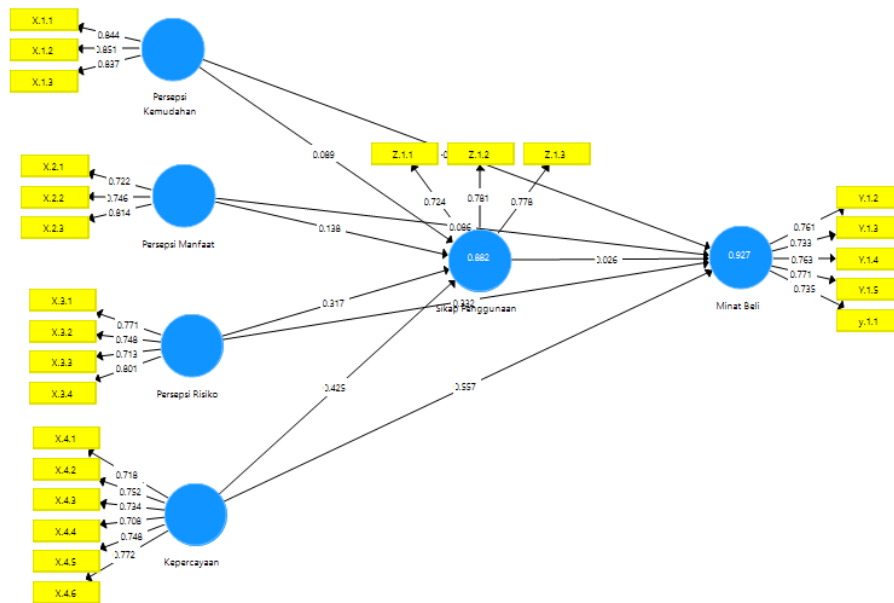 X.1.1
X.1.2
X.1.3
0.844
0.851
0.837
Persepsi
Kemudahan
X.2.1
X.2.2
X.2.3
0.722
0.746
0.814
Persepsi Manfaat
X.3.1
X.3.2
X.3.3
X.3.4
0.771
0.748
0.713
0.801
Persepsi Risiko
X.4.1
X.4.2
X.4.3
X.4.4
X.4.5
X.4.6
0.718
0.752
0.734
0.708
0.748
0.772
Kepercayaan
0.089
0.138
0.317
0.425
Z.1.1
Z.1.2
Z.1.3
0.724
0.781
0.778
0.882
Sikap Penggunaan
0.086
0.026
0.332
0.557
0.927
Minat Beli
0.761
0.733
0.763
0.771
0.735
Y.1.2
Y.1.3
Y.1.4
Y.1.5
y.1.1